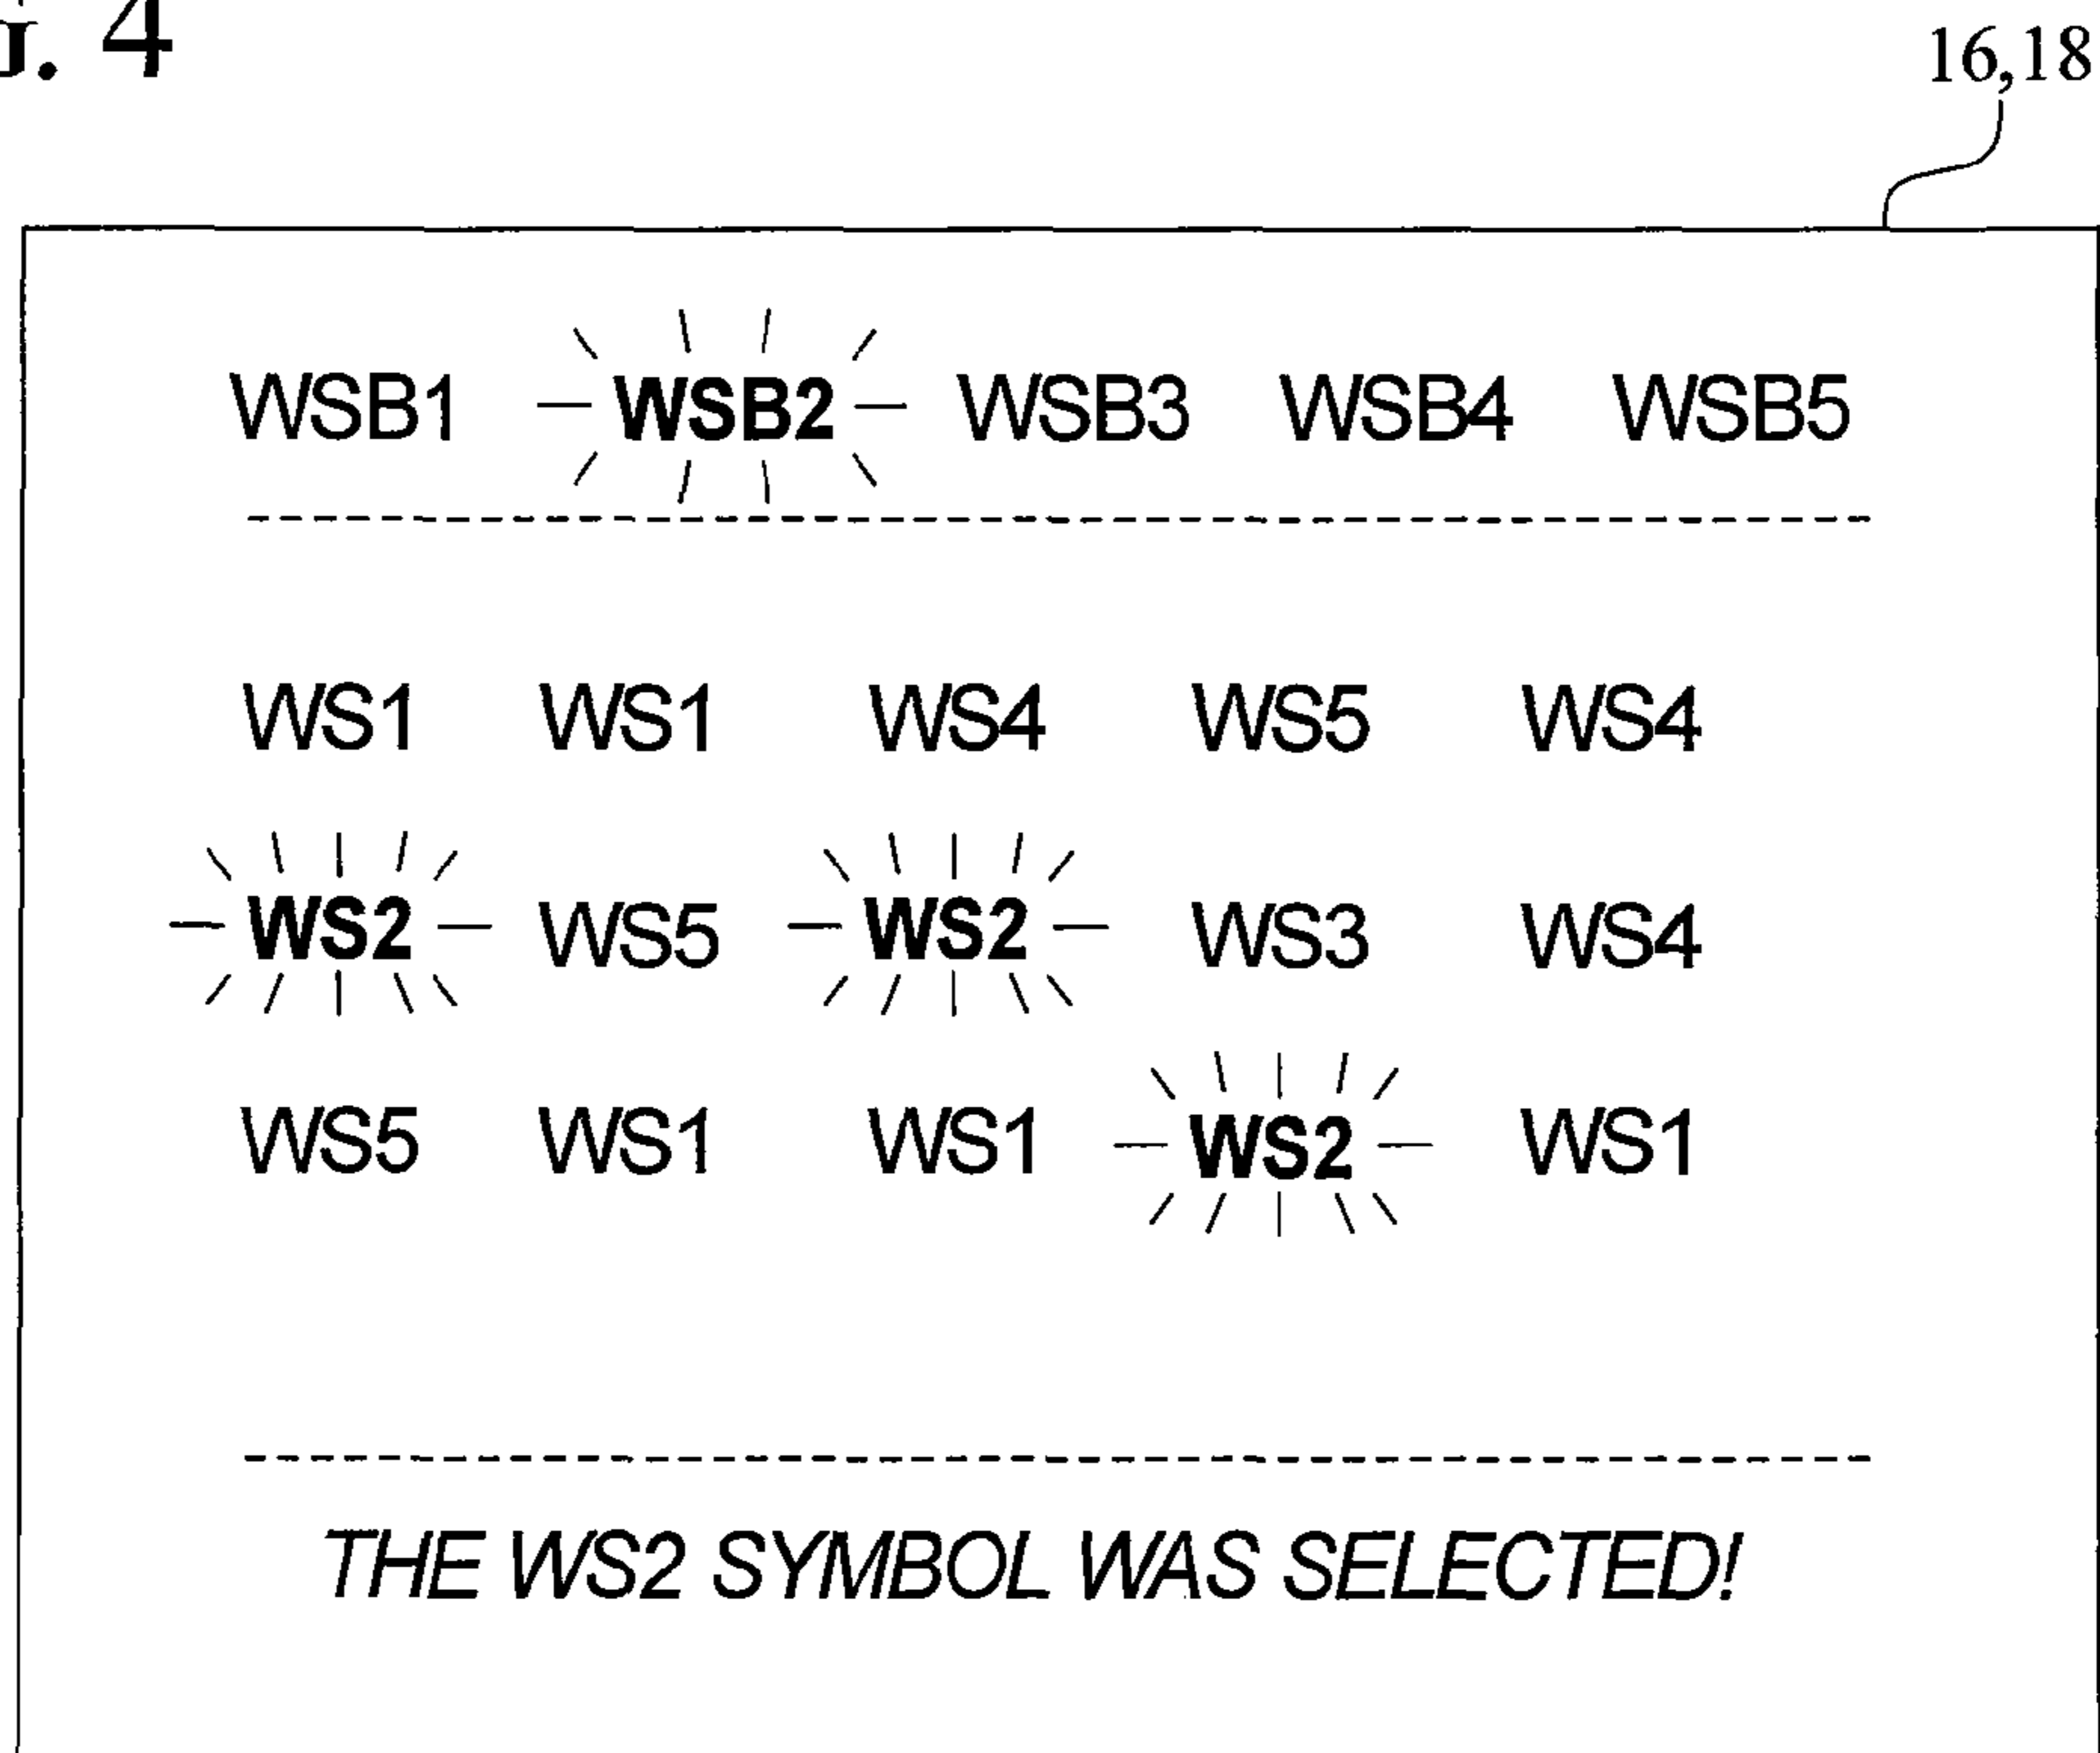 . 4
16,18
WSB1 WSB2 WSB3 WSB4 WSB5
WS1 WS1 WS4 WS5 WS4
WS2 WS5 WS2 WS3 WS4
WS5 WS1 WS1 WS2 WS1
THE WS2 SYMBOL WAS SELECTED!